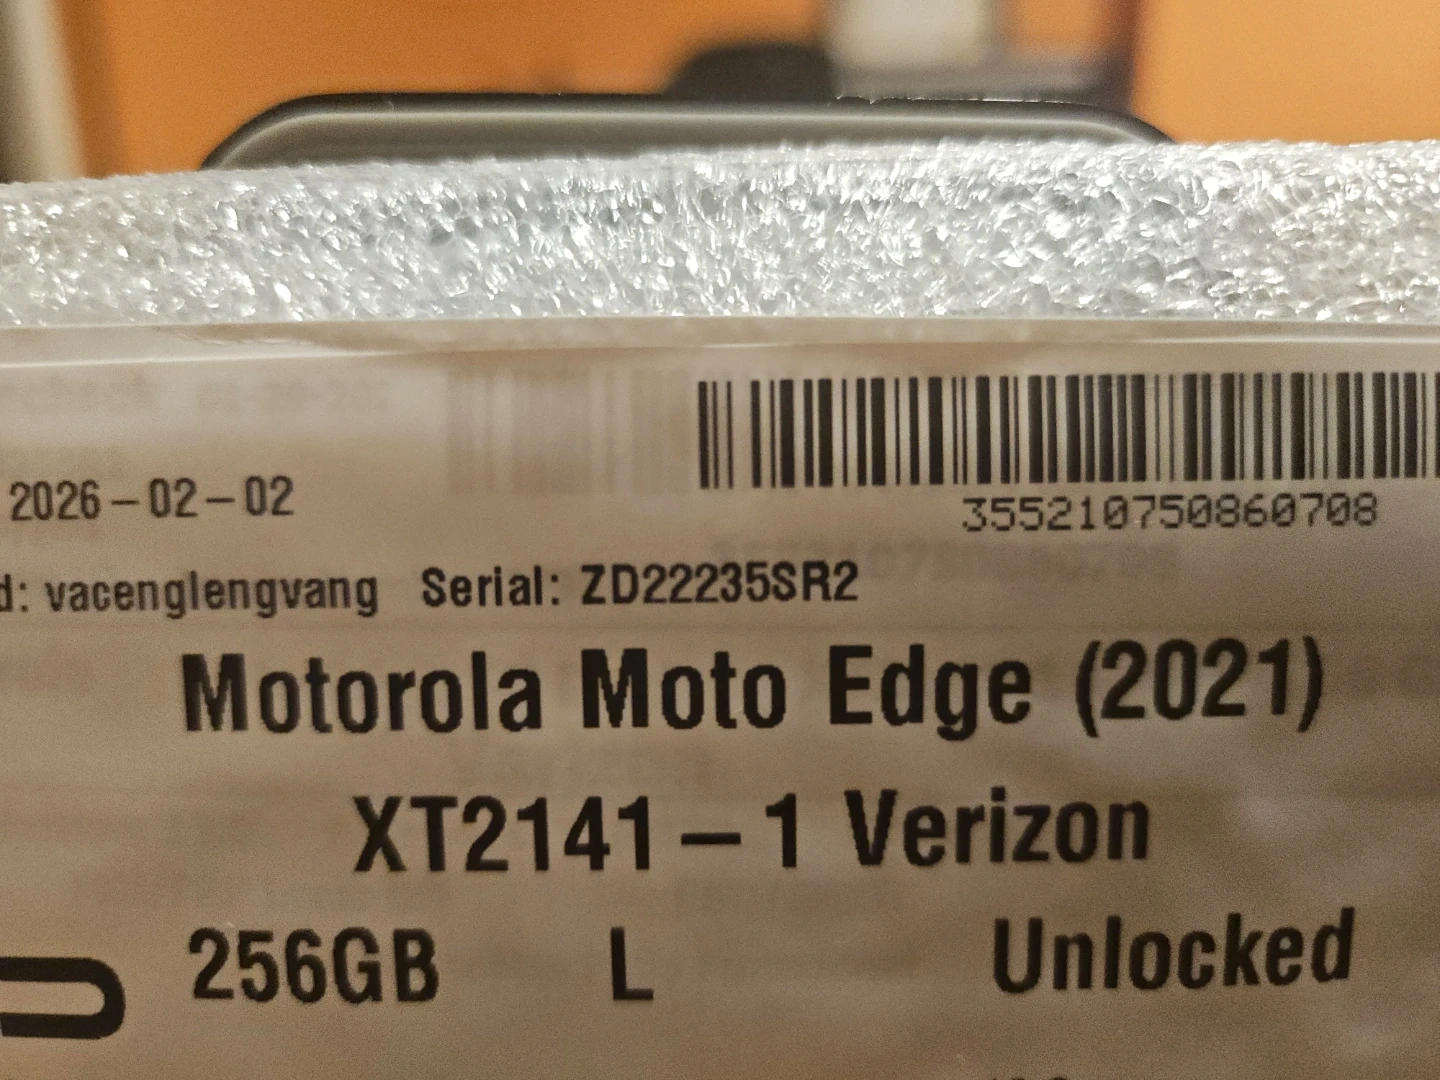 355210750860708
2026-02-02
d: vacenglengvang Serial: ZD22235SR2
Motorola Moto Edge (2021)
XT2141-1 Verizon
256GB L Unlocked